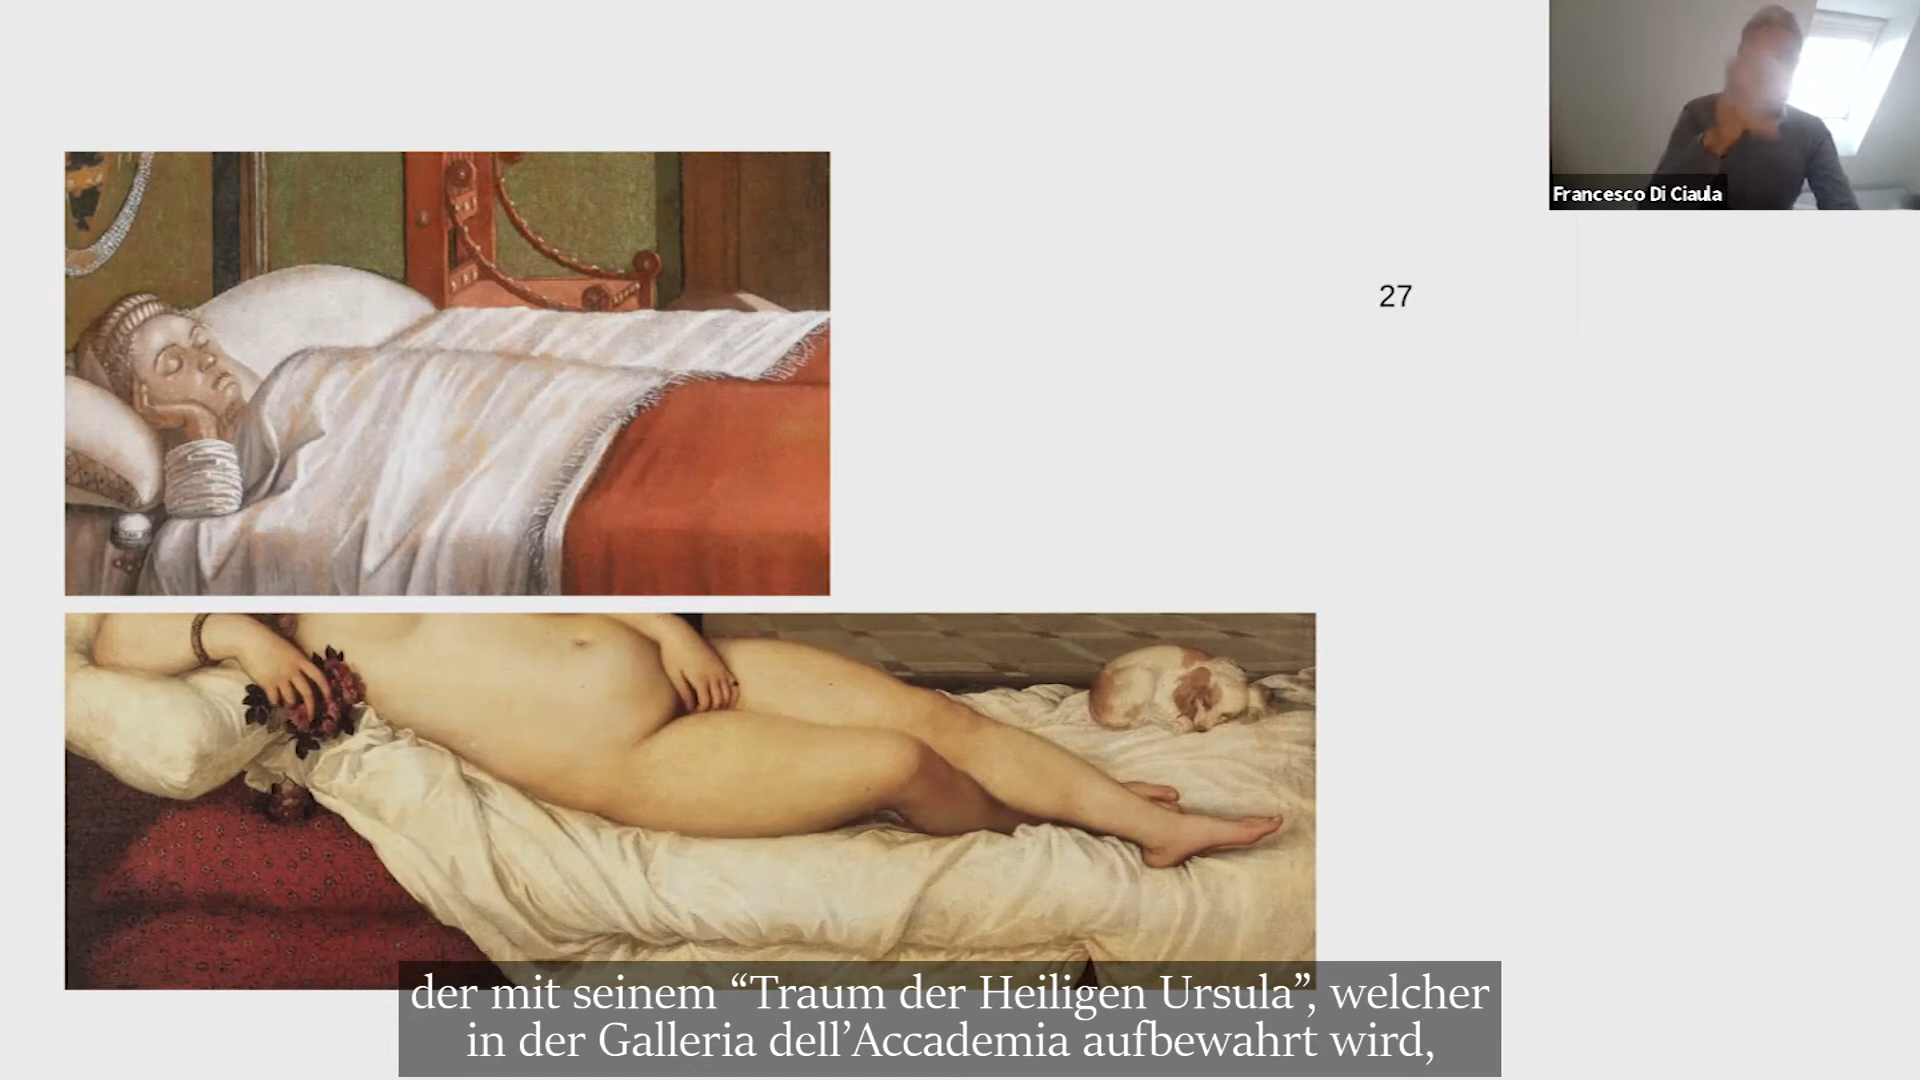 Francesco Di Ciaula
27
der mit seinem “Traum der Heiligen Ursula”, welcher
in der Galleria dell’Accademia aufbewahrt wird,